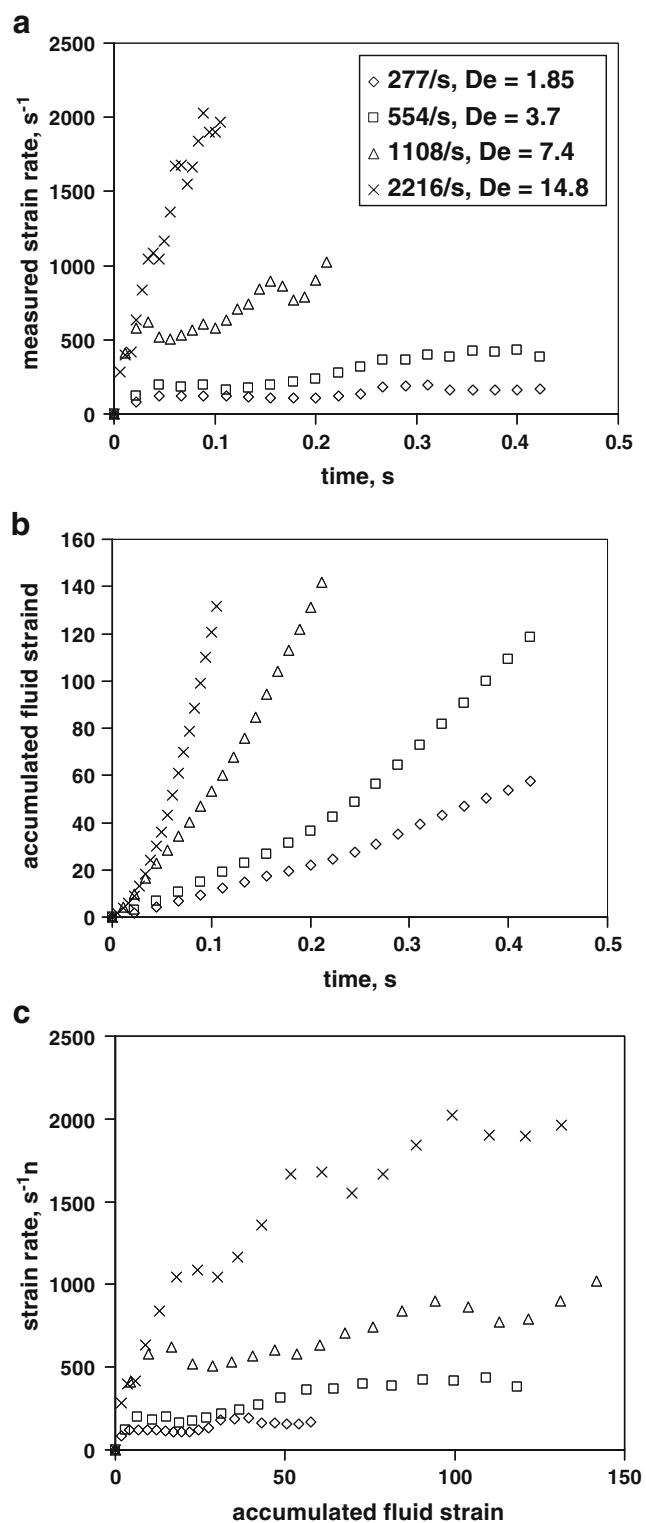 a
2500
2000
1500
1000
500
0
measured strain rate, s-1
277/s, De = 1.85
554/s, De = 3.7
1108/s, De = 7.4
2216/s, De = 14.8
0 0.1 0.2 0.3 0.4 0.5
time, s
b
160
140
120
100
80
60
40
20
0
accumulated fluid straind
0 0.1 0.2 0.3 0.4 0.5
time, s
c
2500
2000
1500
1000
500
0
strain rate, s-1n
0 50 100 150
accumulated fluid strain